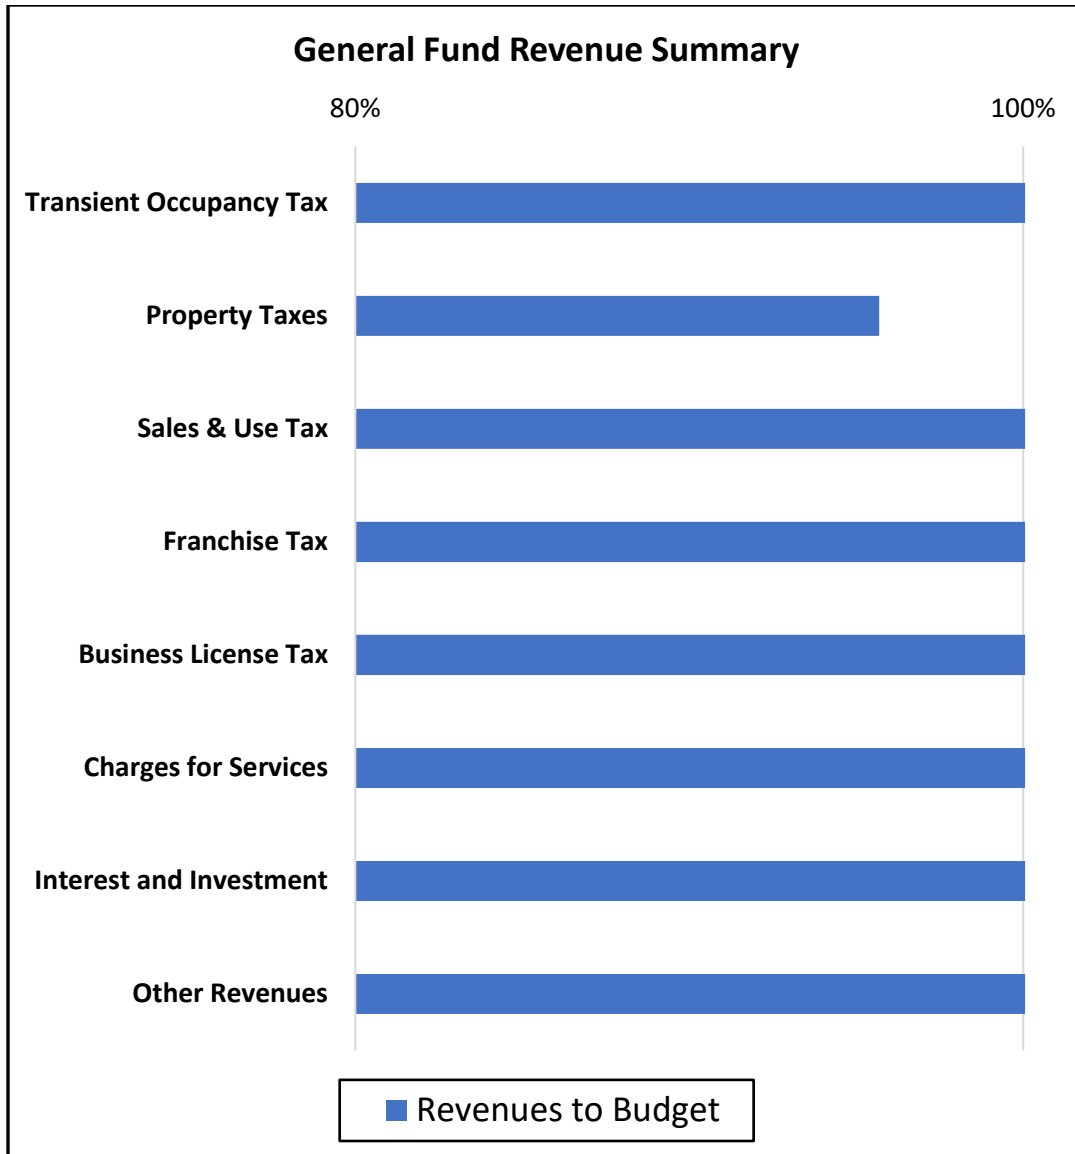 General Fund Revenue Summary
80% 100%
Transient Occupancy Tax
Property Taxes
Sales & Use Tax
Franchise Tax
Business License Tax
Charges for Services
Interest and Investment
Other Revenues
Revenues to Budget